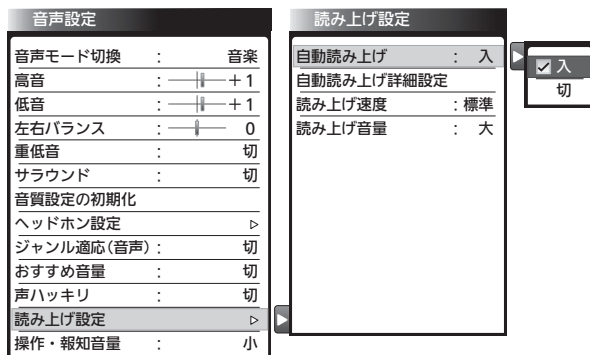 音声設定
音声モード切換 : 音楽
高音 : +1
低音 : +1
左右バランス : 0
重低音 : 切
サラウンド : 切
音質設定の初期化
ヘッドホン設定
ジャンル適応(音声) : 切
おすすめ音量 : 切
声ハッキリ : 切
読み上げ設定
操作・報知音量 : 小
読み上げ設定
自動読み上げ : 入
自動読み上げ詳細設定
読み上げ速度 : 標準
読み上げ音量 : 大
入
切